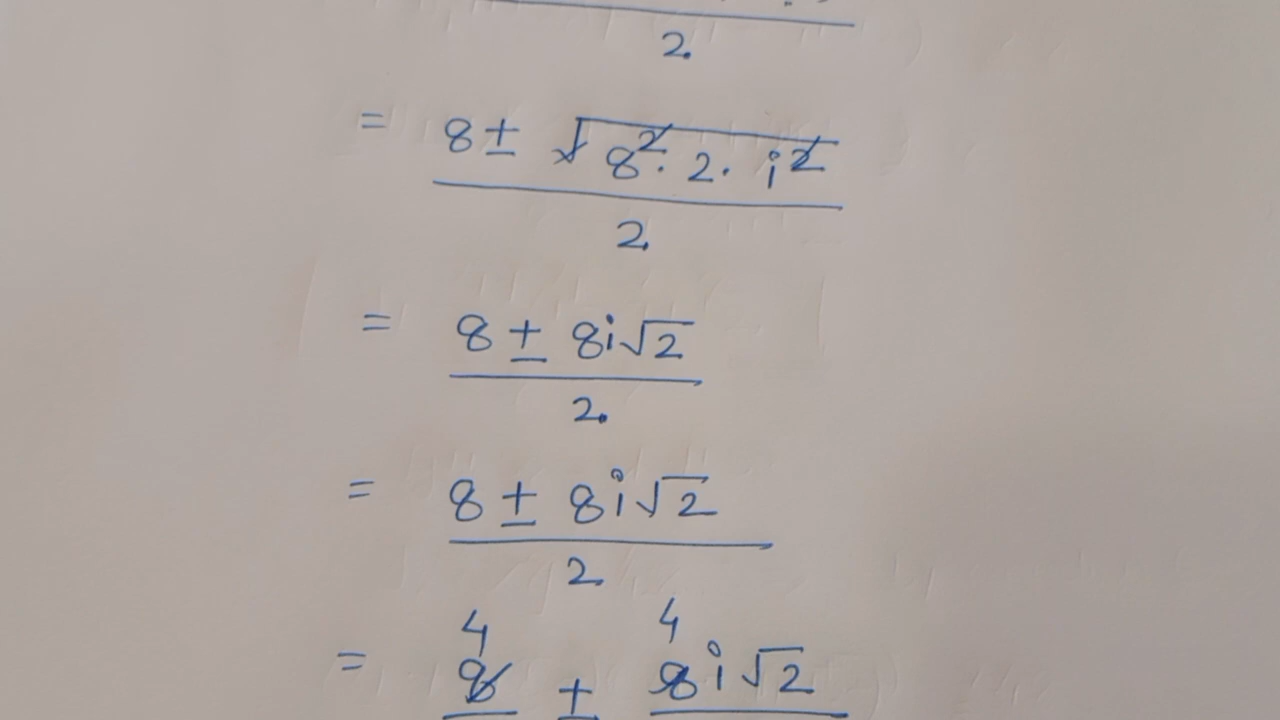 2
= 8 ± √8². 2. i²
2
= 8 ± 8i√2
2
= 8 ± 8i√2
2
4 4
= 8 ± 8i√2